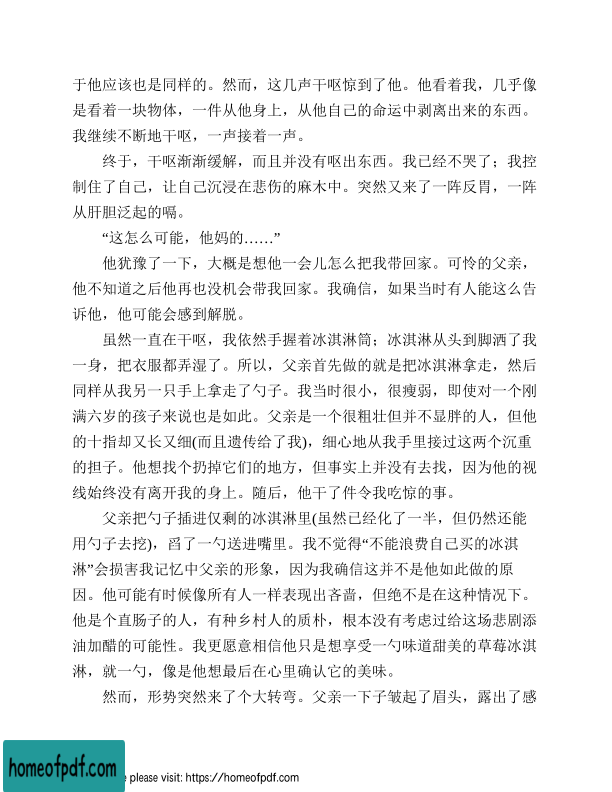 于他应该也是同样的。然而，这几声干呕惊到了他。他看着我，几乎像
是看着一块物体，一件从他身上，从他自己的命运中剥离出来的东西。
我继续不断地干呕，一声接着一声。
终于，干呕渐渐缓解，而且并没有呕出东西。我已经不哭了；我控
制住了自己，让自己沉浸在悲伤的麻木中。突然又来了一阵反胃，一阵
从肝胆泛起的嗝。
“这怎么可能，他妈的……”
他犹豫了一下，大概是想他一会儿怎么把我带回家。可怜的父亲，
他不知道之后他再也没机会带我回家。我确信，如果当时有人能这么告
诉他，他可能会感到解脱。
虽然一直在干呕，我依然手握着冰淇淋筒；冰淇淋从头到脚洒了我
一身，把衣服都弄湿了。所以，父亲首先做的就是把冰淇淋拿走，然后
同样从我另一只手上拿走了勺子。我当时很小，很瘦弱，即使对一个刚
满六岁的孩子来说也是如此。父亲是一个很粗壮但并不显胖的人，但他
的十指却又长又细(而且遗传给了我)，细心地从我手里接过这两个沉重
的担子。他想找个扔掉它们的地方，但事实上并没有去找，因为他的视
线始终没有离开我的身上。随后，他干了件令我吃惊的事。
父亲把勺子插进仅剩的冰淇淋里(虽然已经化了一半，但仍然还能
用勺子去挖)，舀了一勺送进嘴里。我不觉得“不能浪费自己买的冰淇
淋”会损害我记忆中父亲的形象，因为我确信这并不是他如此做的原
因。他可能有时候像所有人一样表现出吝啬，但绝不是在这种情况下。
他是个直肠子的人，有种乡村人的质朴，根本没有考虑过给这场悲剧添
油加醋的可能性。我更愿意相信他只是想享受一勺味道甜美的草莓冰淇
淋，就一勺，像是他想最后在心里确认它的美味。
然而，形势突然来了个大转弯。父亲一下子皱起了眉头，露出了感
homeofpdf.com
please visit: https://homeofpdf.com